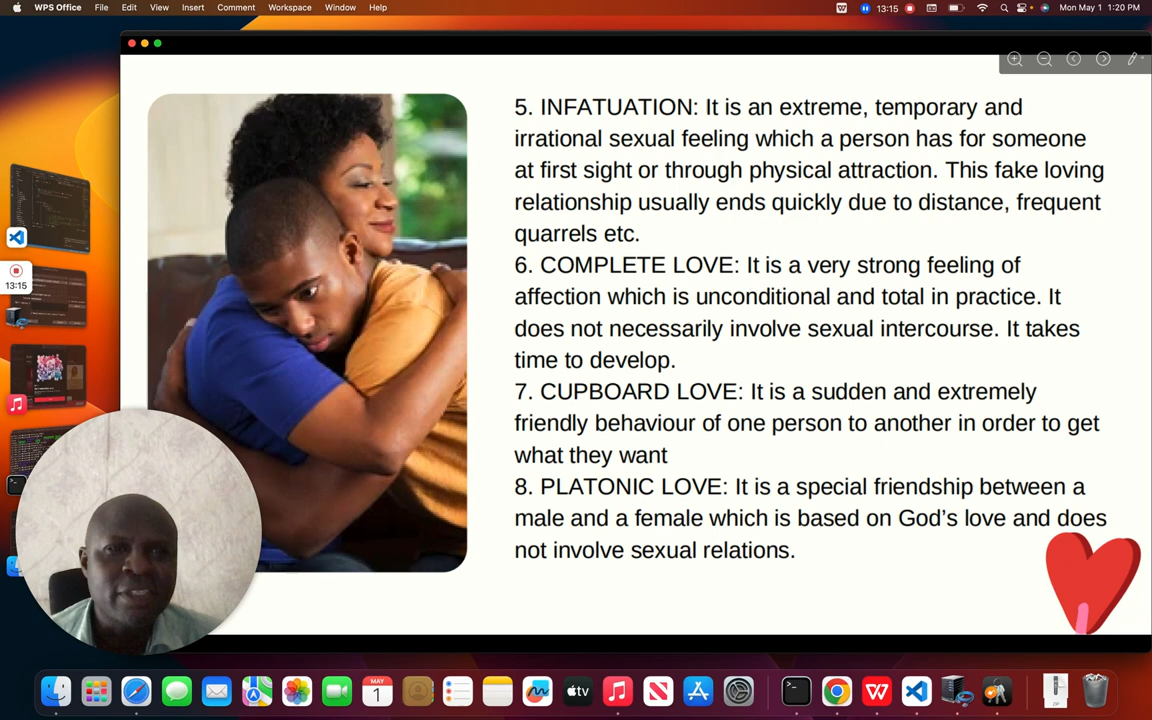 WPS Office File Edit View Insert Comment Workspace Window Help 13:15 Mon May 1 1:20 PM
5. INFATUATION: It is an extreme, temporary and
irrational sexual feeling which a person has for someone
at first sight or through physical attraction. This fake loving
relationship usually ends quickly due to distance, frequent
quarrels etc.
6. COMPLETE LOVE: It is a very strong feeling of
affection which is unconditional and total in practice. It
does not necessarily involve sexual intercourse. It takes
time to develop.
7. CUPBOARD LOVE: It is a sudden and extremely
friendly behaviour of one person to another in order to get
what they want
8. PLATONIC LOVE: It is a special friendship between a
male and a female which is based on God’s love and does
not involve sexual relations.
13:15
MAY
1
tv
ZIP